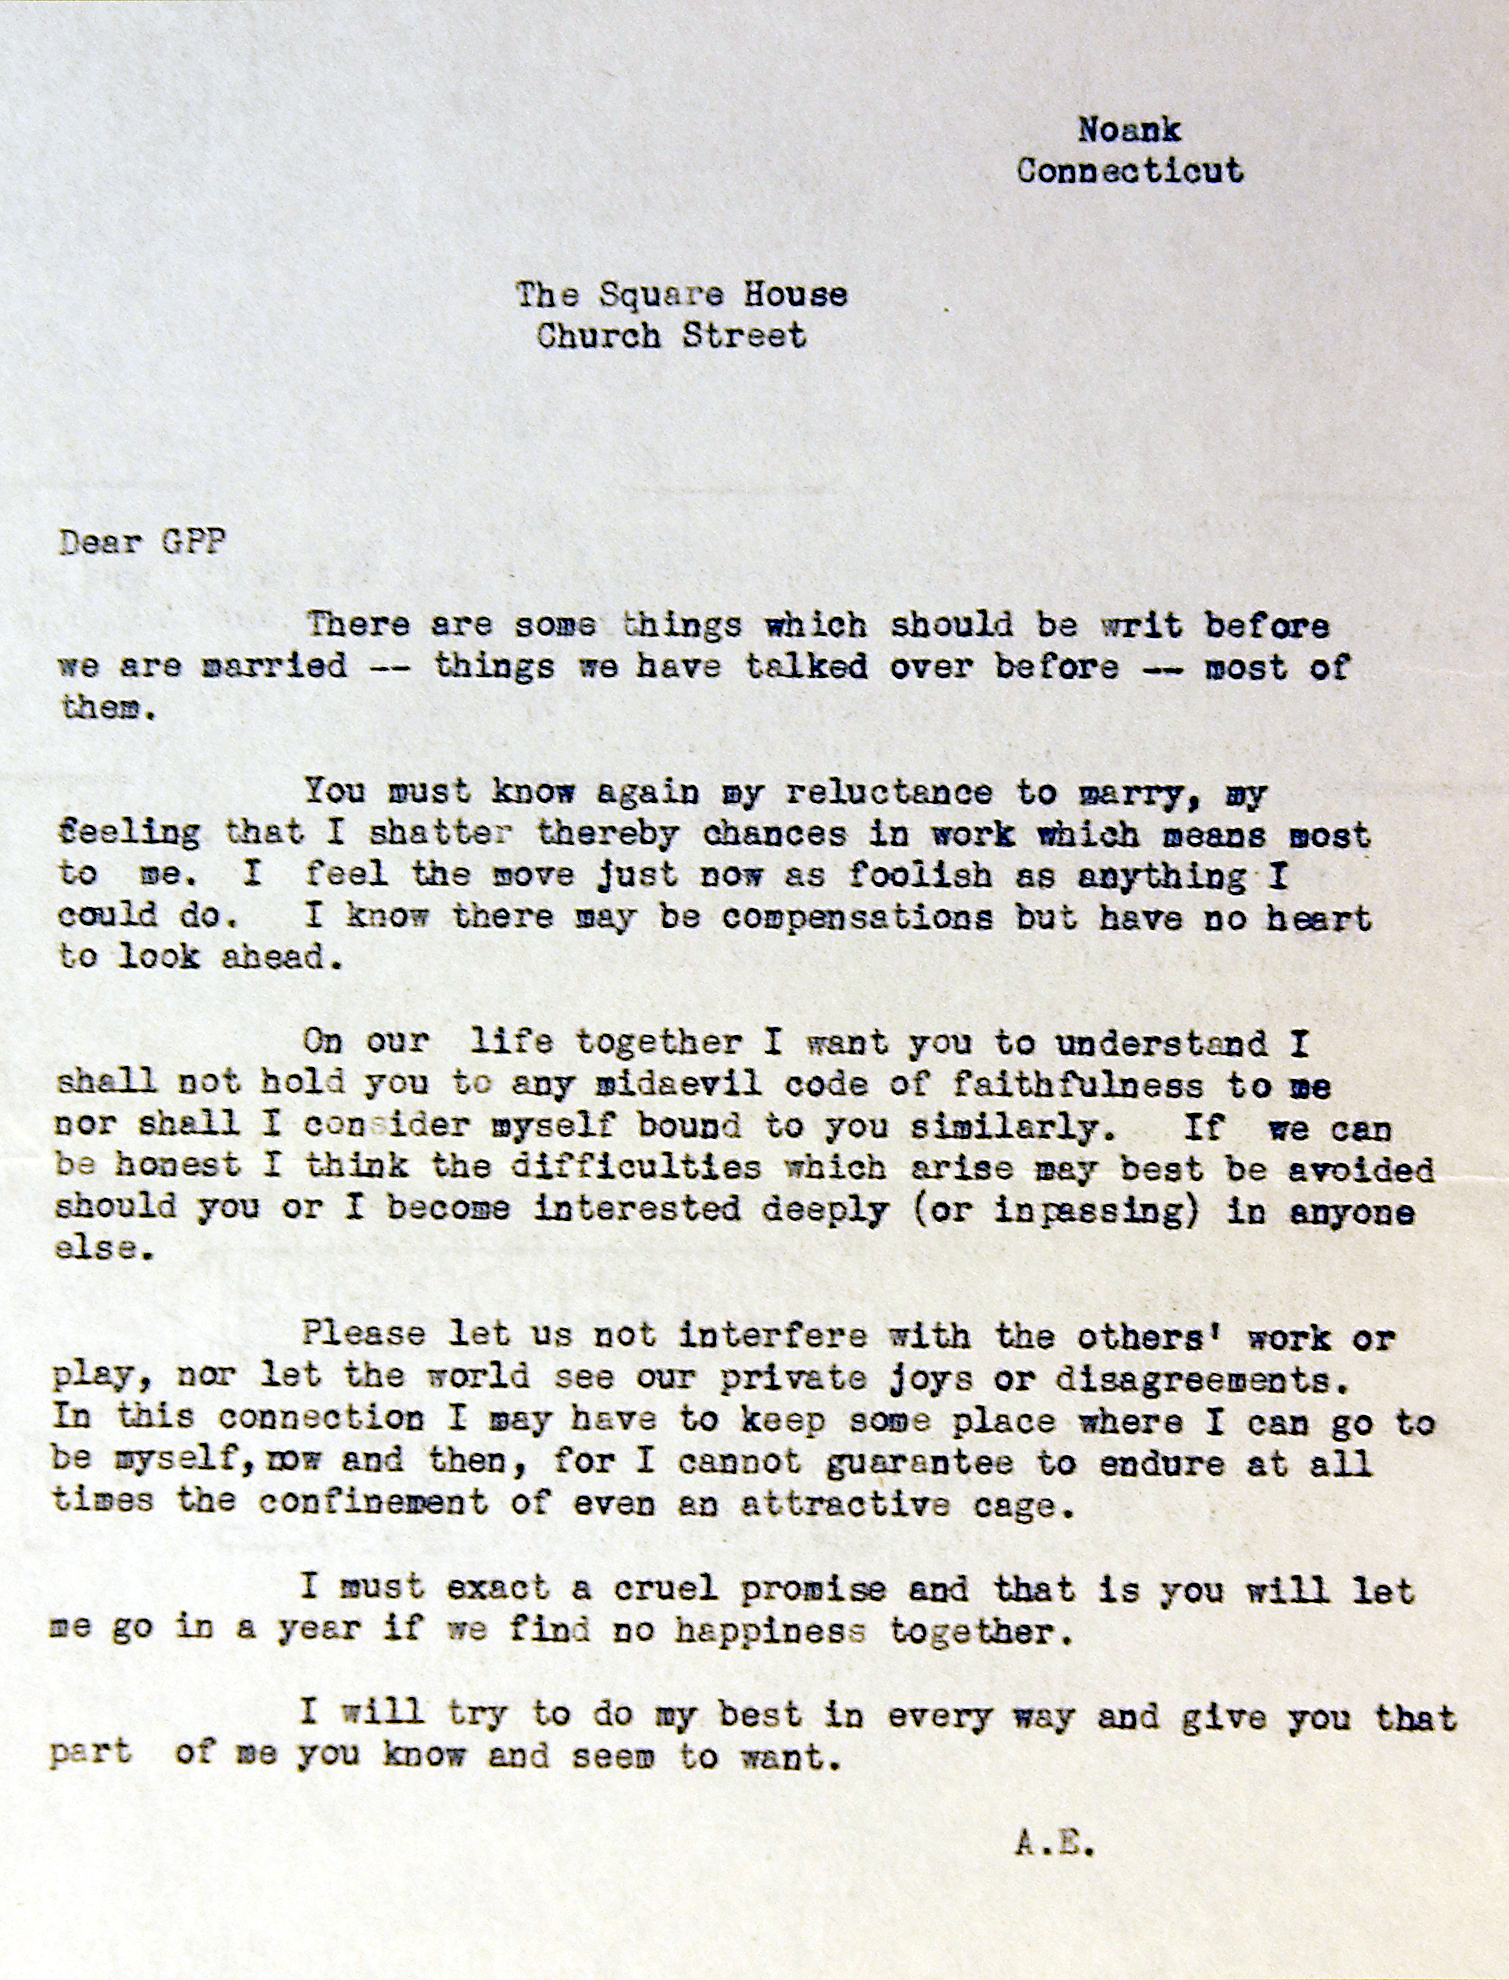 Noank
Connecticut
The Square House
Church Street
Dear GPP
There are some things which should be writ before
we are married -- things we have talked over before -- most of
them.
You must know again my reluctance to marry, my
feeling that I shatter thereby chances in work which means most
to me. I feel the move just now as foolish as anything I
could do. I know there may be compensations but have no heart
to look ahead.
On our life together I want you to understand I
shall not hold you to any midaevil code of faithfulness to me
nor shall I consider myself bound to you similarly. If we can
be honest I think the difficulties which arise may best be avoided
should you or I become interested deeply (or in passing) in anyone
else.
Please let us not interfere with the others' work or
play, nor let the world see our private joys or disagreements.
In this connection I may have to keep some place where I can go to
be myself, now and then, for I cannot guarantee to endure at all
times the confinement of even an attractive cage.
I must exact a cruel promise and that is you will let
me go in a year if we find no happiness together.
I will try to do my best in every way and give you that
part of me you know and seem to want.
A.E.